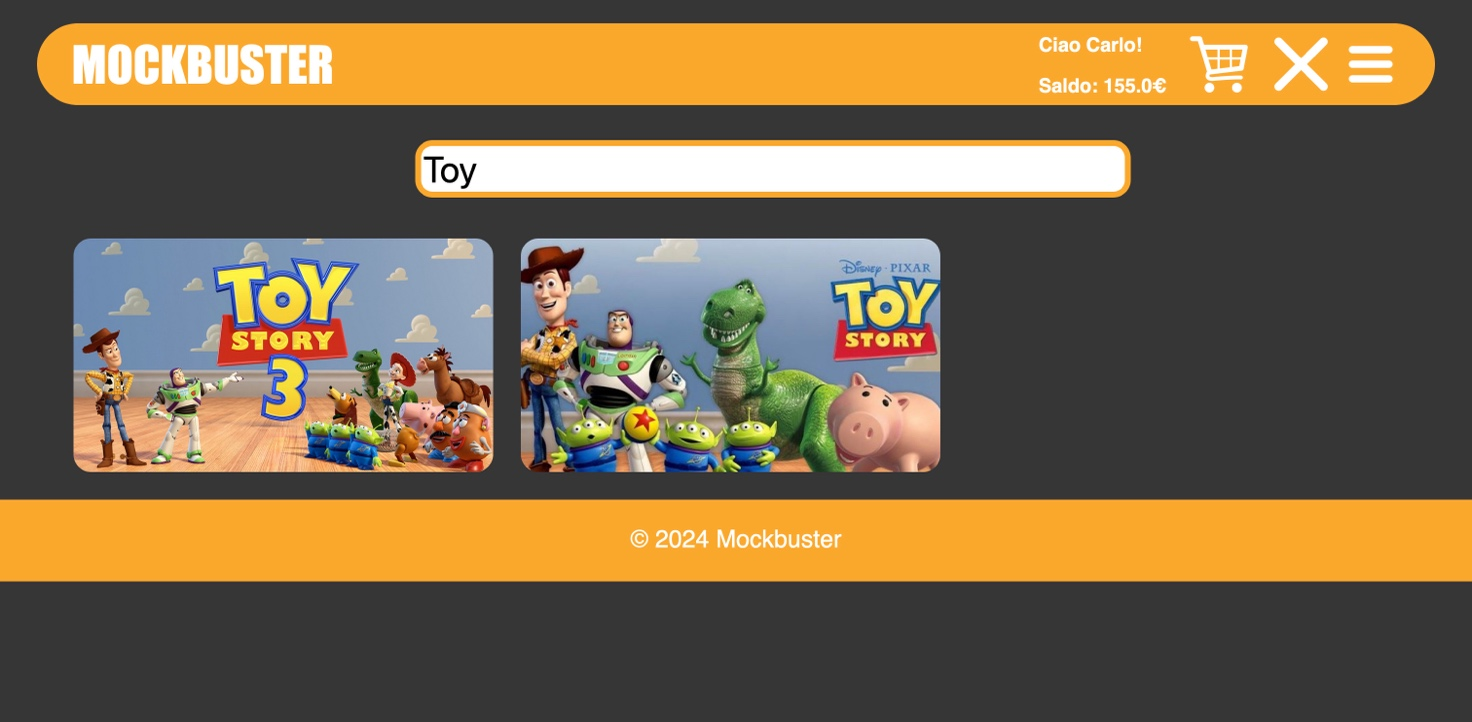 MOCKBUSTER
Ciao Carlo!
Saldo: 155.0€
Toy
TOY
STORY
3
DISNEY · PIXAR
TOY
STORY
© 2024 Mockbuster